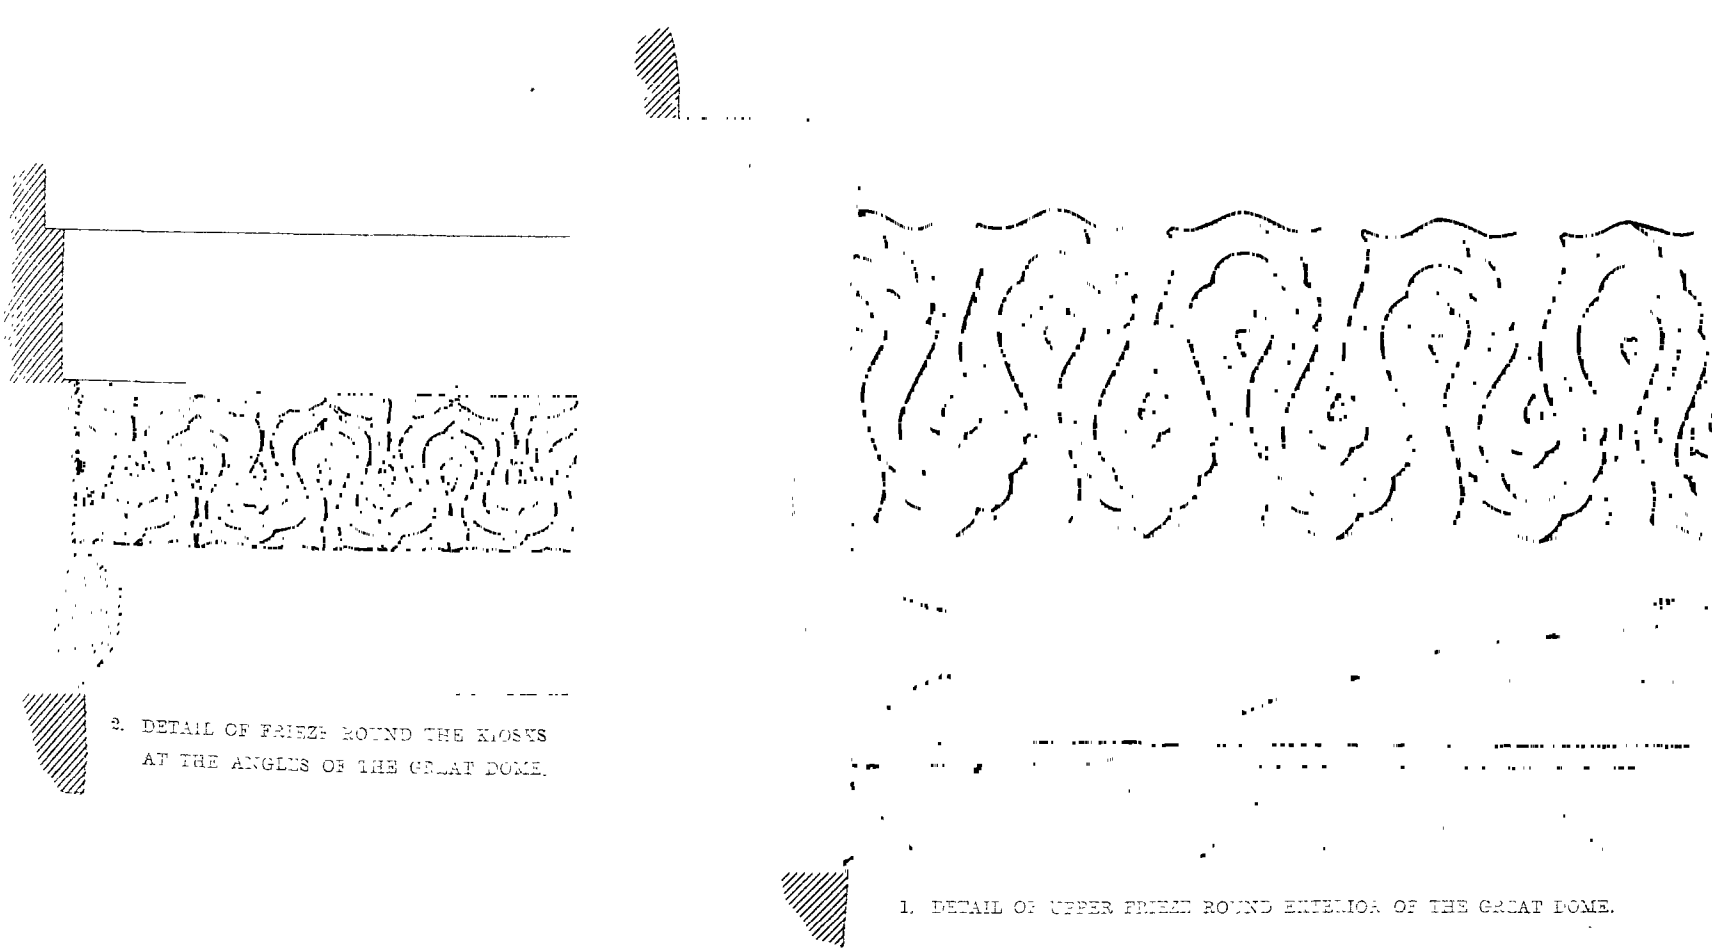 2. DETAIL OF FRIEZE ROUND THE KIOSKS
AT THE ANGLES OF THE GREAT DOME.
1. DETAIL OF UPPER FRIEZE ROUND EXTERIOR OF THE GREAT DOME.